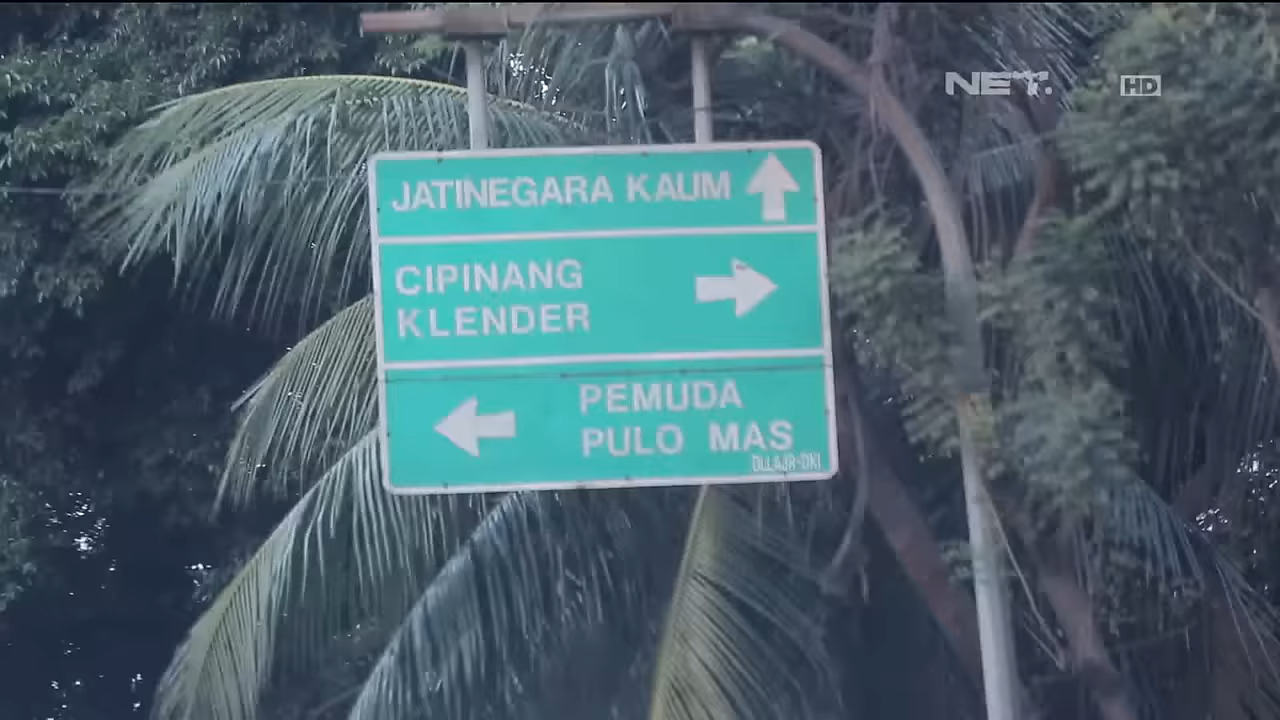 NET.
HD
JATINEGARA KAUM
CIPINANG
KLENDER
PEMUDA
PULO MAS
DLLAJR-DKI